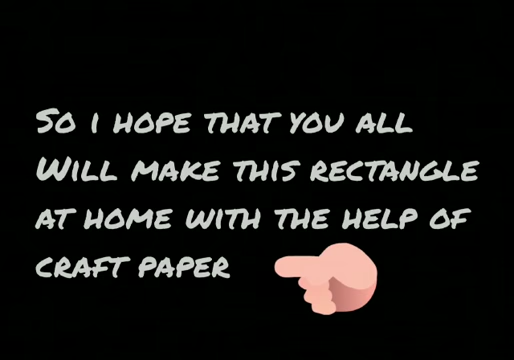 So i hope that you all
Will make this rectangle
at home with the help of
craft paper